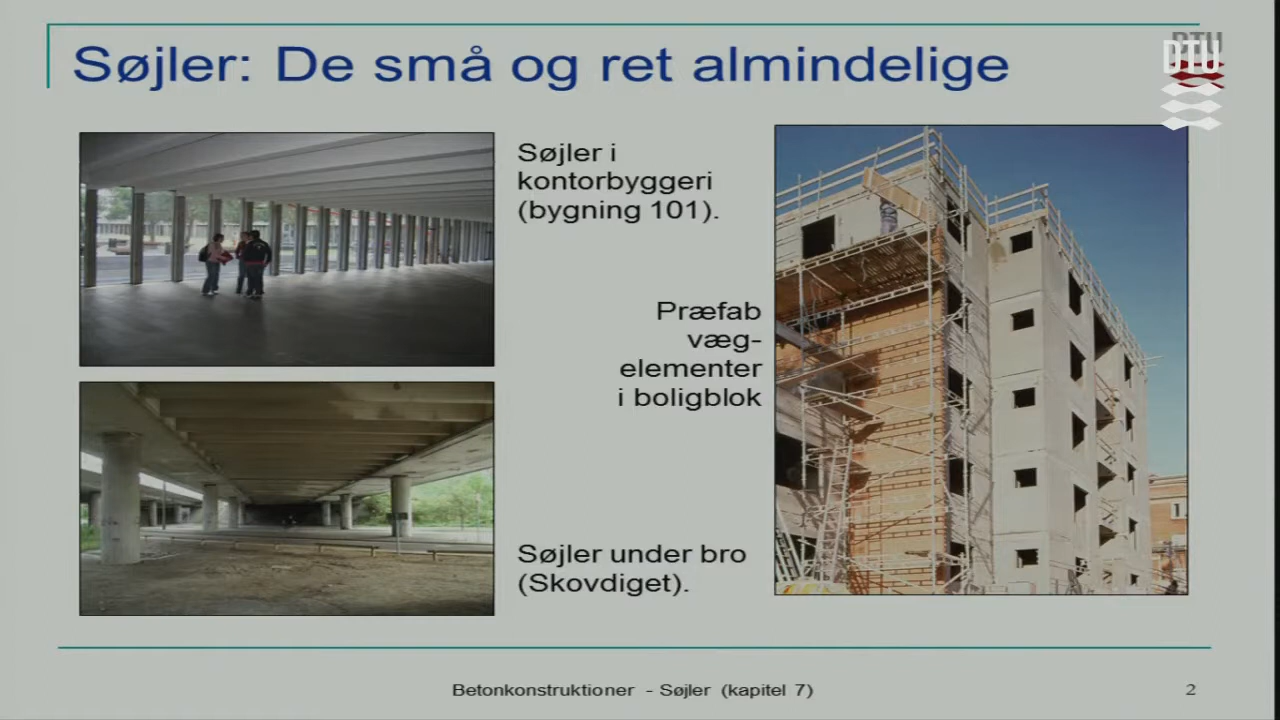 Søjler: De små og ret almindelige
DTU
Søjler i
kontorbyggeri
(bygning 101).
Præfab
væg-
elementer
i boligblok
Søjler under bro
(Skovdiget).
Betonkonstruktioner - Søjler (kapitel 7)
2